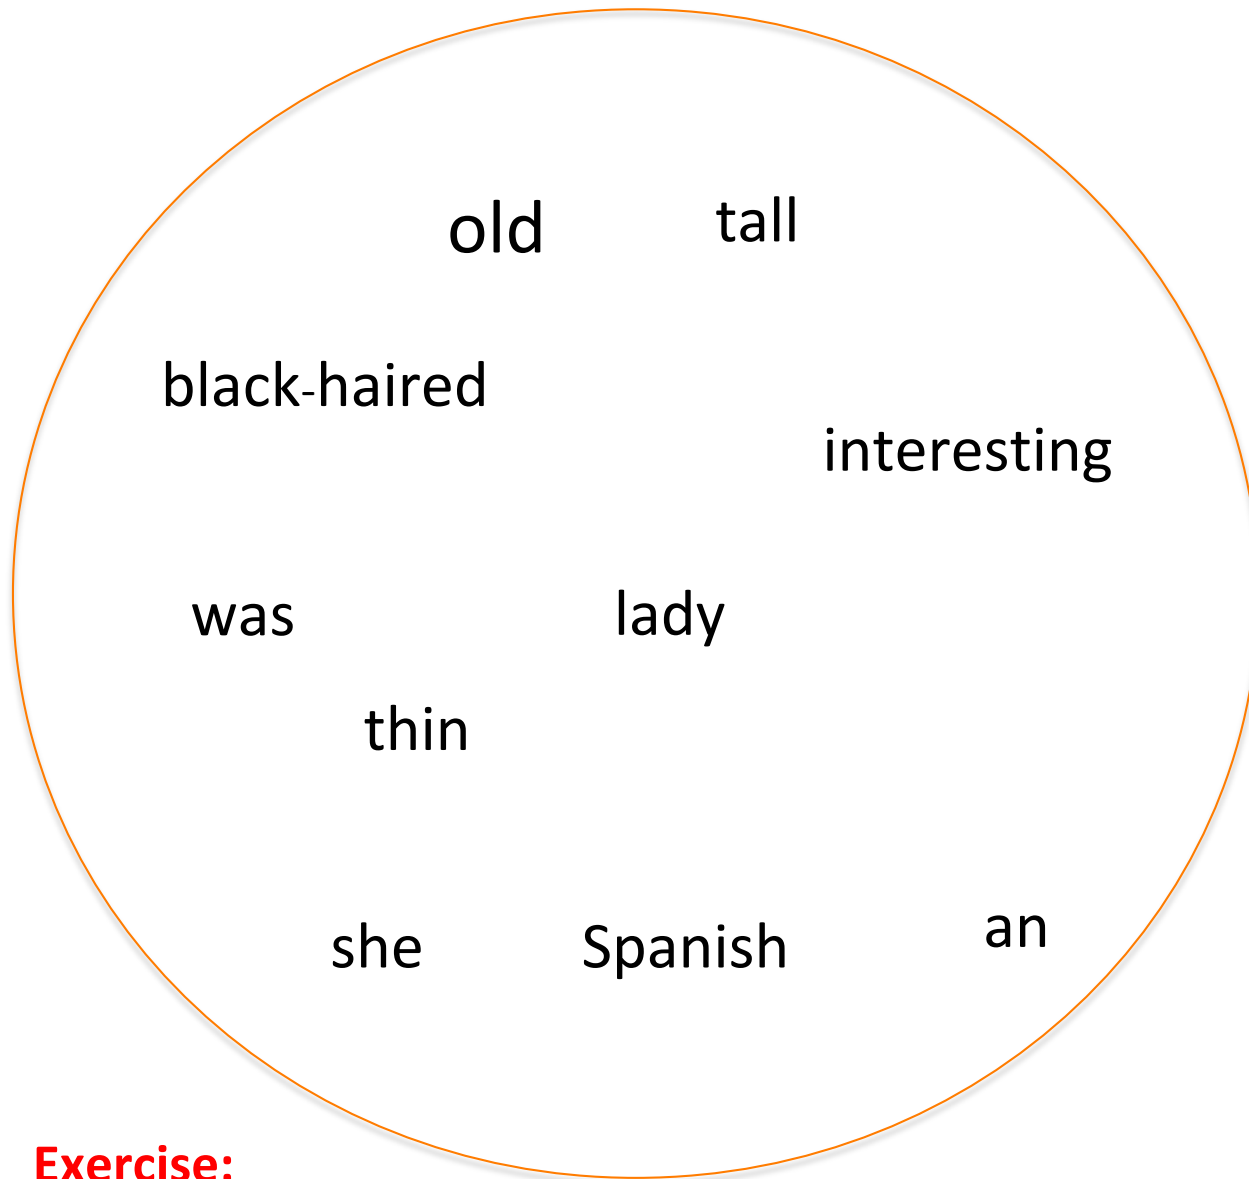 old tall
black-haired
interesting
was lady
thin
she Spanish an
Exercise: